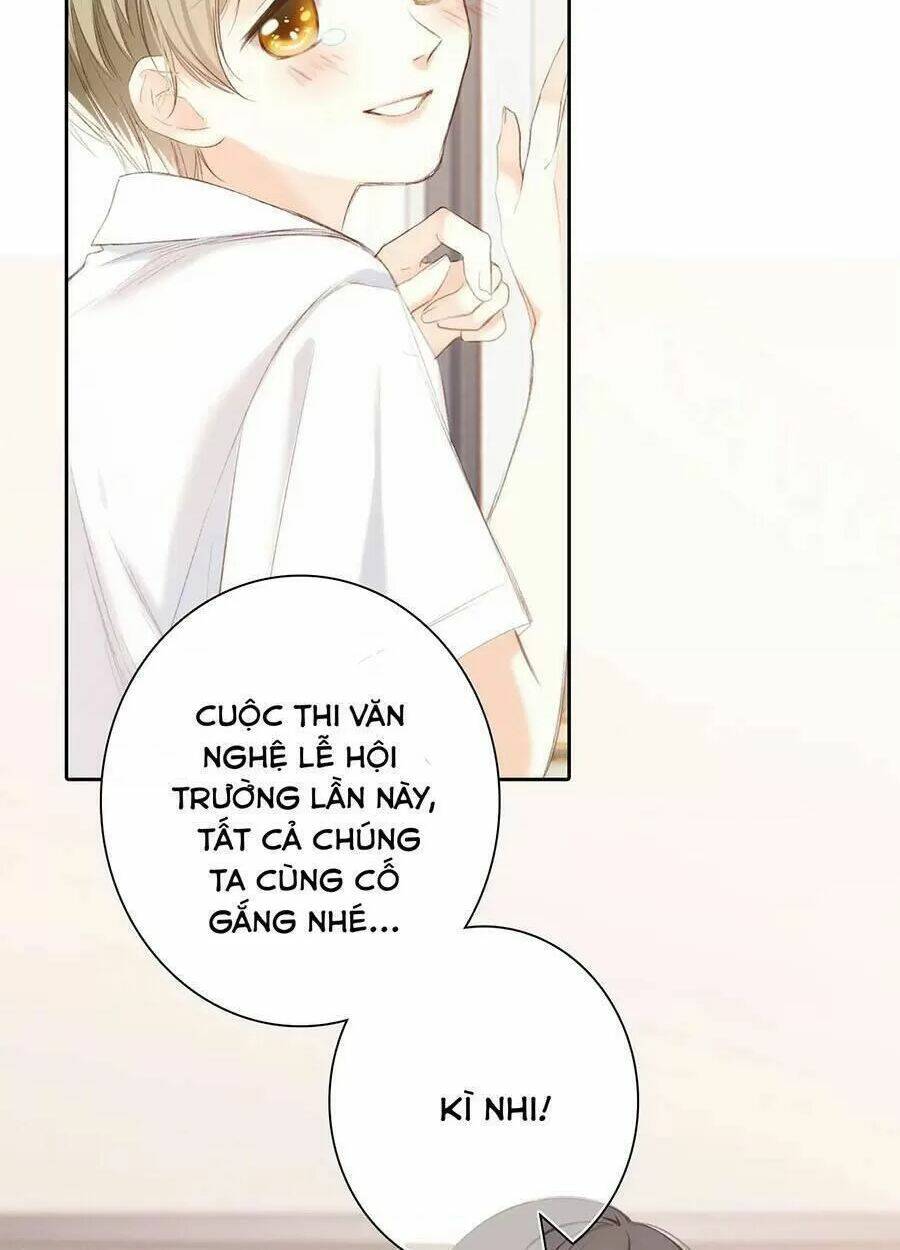 CUỘC THI VĂN
NGHỆ LỄ HỘI
TRƯỜNG LẦN NÀY,
TẤT CẢ CHÚNG
TA CÙNG CỐ
GẮNG NHÉ...
KÌ NHI!